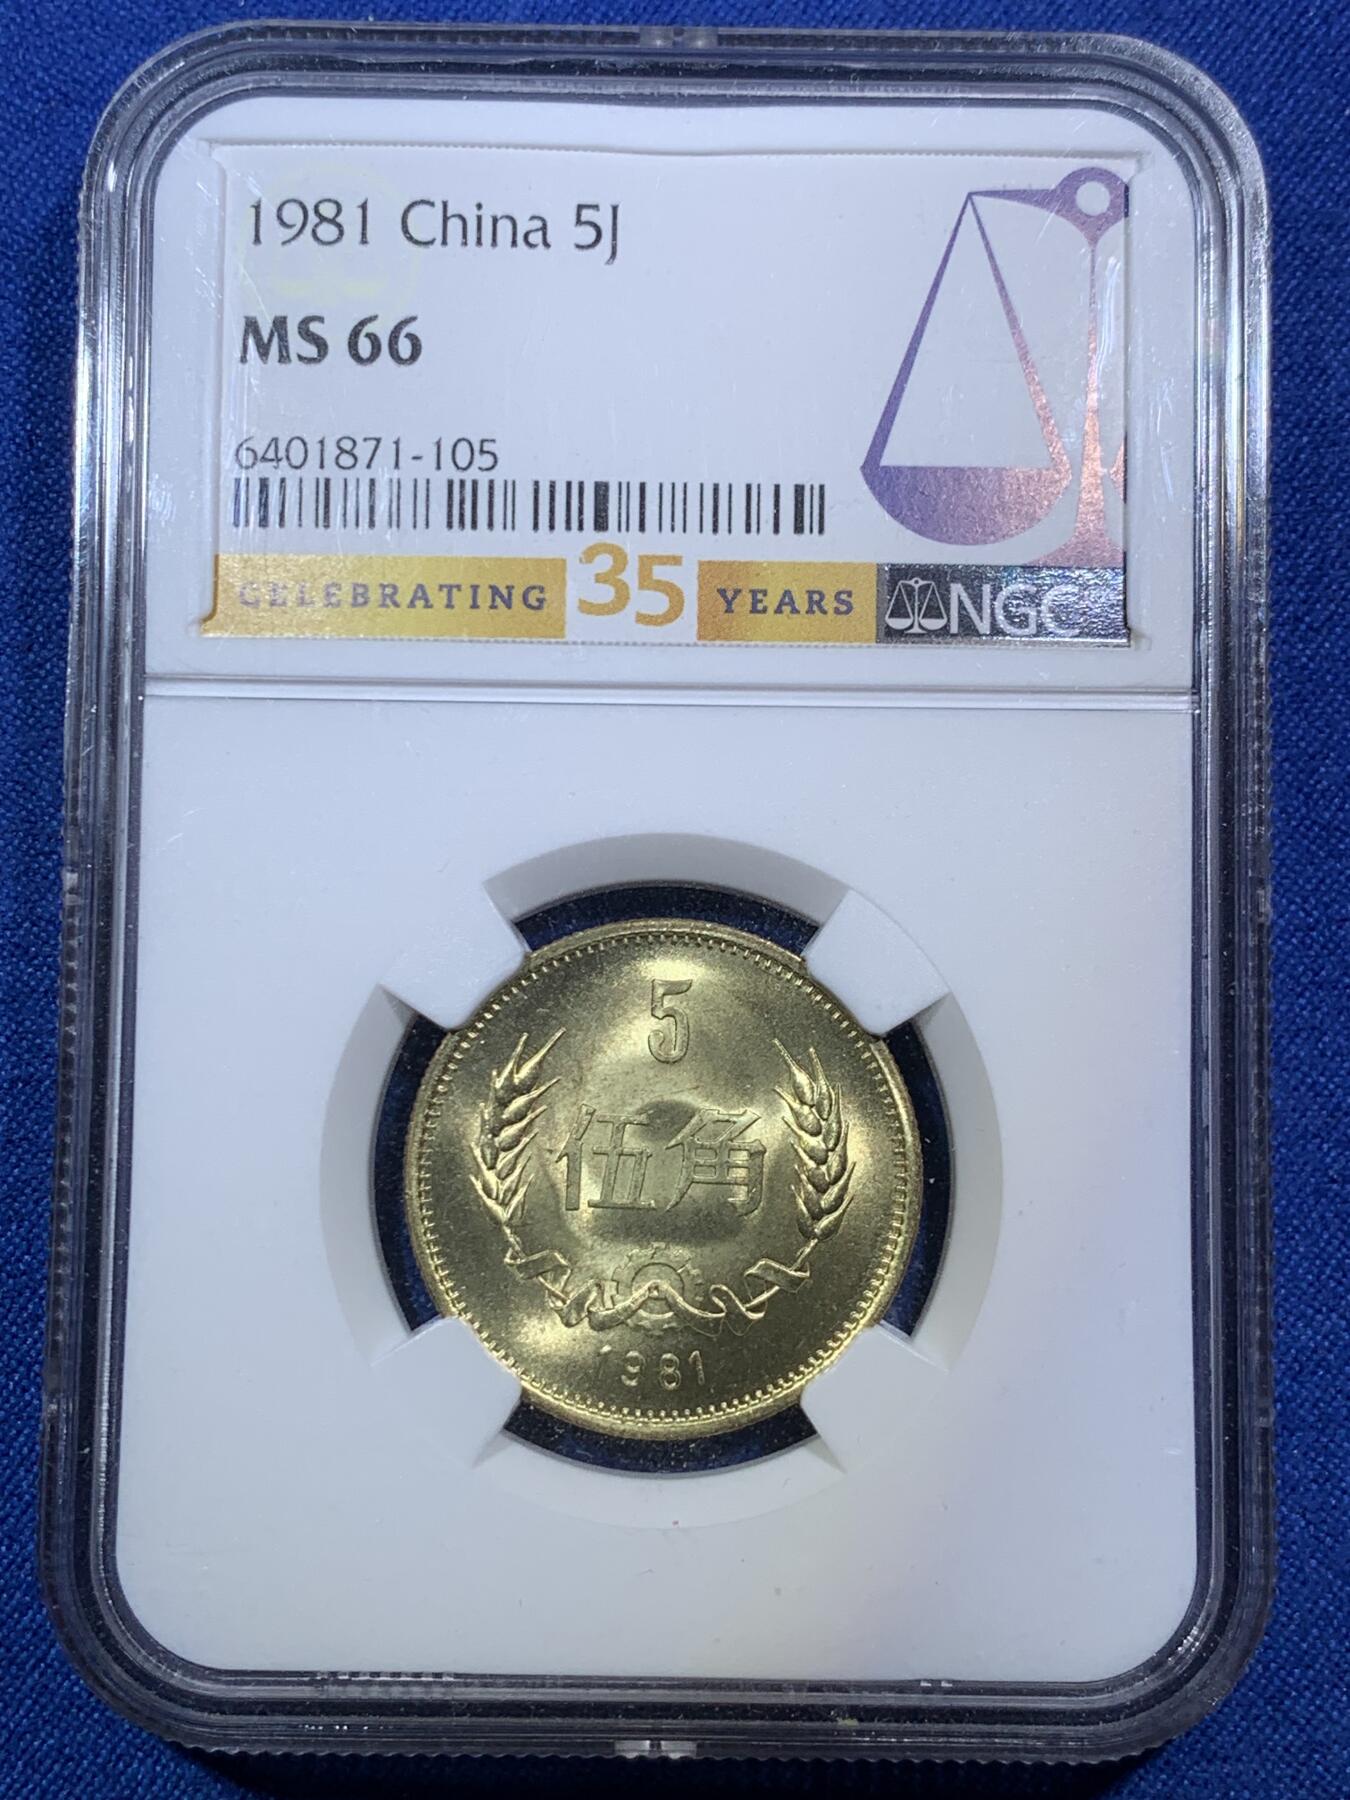 1981 China 5J
MS 66
6401871-105
CELEBRATING 35 YEARS NGC
5
伍角
1981